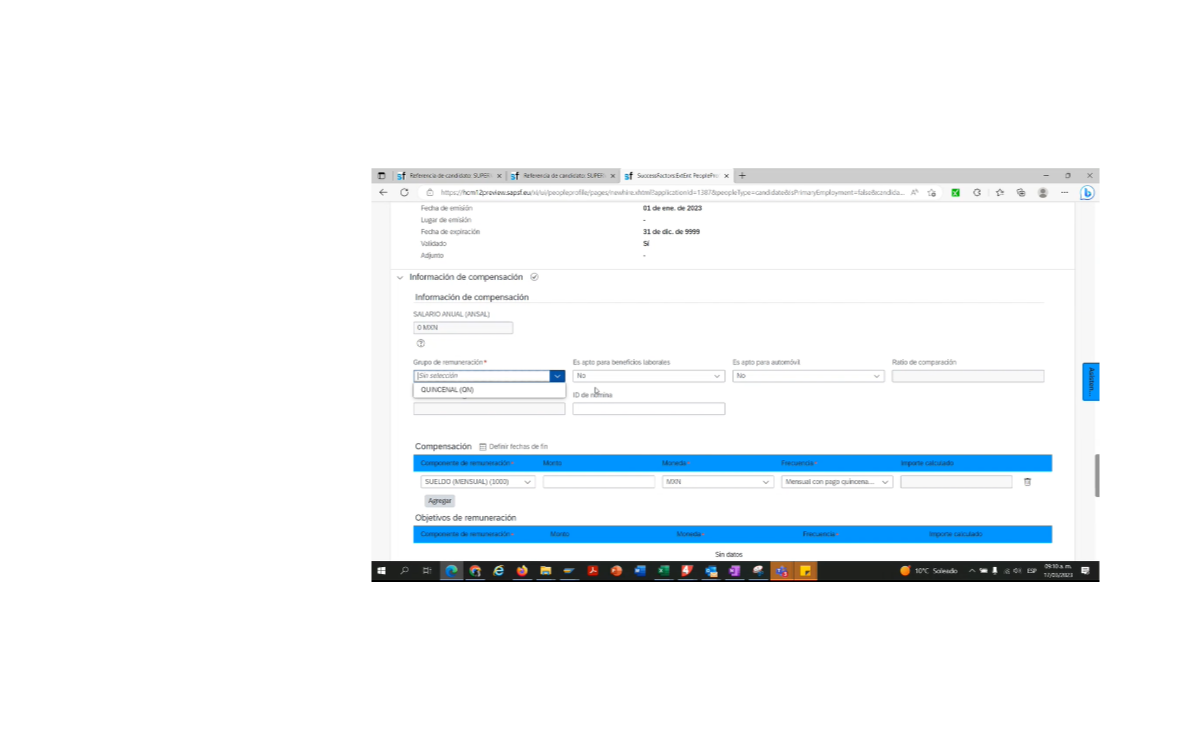 Referencia de candidato: SUPER
Referencia de candidato: SUPER
SuccessFactors:ExtEnt PeoplePro
https://hcm12preview.sapsf.eu/xi/ui/peopleprofile/pages/newhire.xhtml?applicationId=1387&peopleType=candidate&isPrimaryEmployment=false&candida...
Fecha de emisión 01 de ene. de 2023
Lugar de emisión -
Fecha de expiración 31 de dic. de 9999
Validado Sí
Adjunto -
Información de compensación
Información de compensación
SALARIO ANUAL (ANSAL)
0 MXN
Grupo de remuneración * Es apto para beneficios laborales Es apto para automóvil Ratio de comparación
Sin selección No No
QUINCENAL (QN) ID de nómina
Compensación Definir fechas de fin
Componente de remuneración * Monto Moneda * Frecuencia * Importe calculado
SUELDO (MENSUAL) (1000) MXN Mensual con pago quincena...
Agregar
Objetivos de remuneración
Componente de remuneración * Monto Moneda * Frecuencia Importe calculado
Sin datos
10°C Soleado ESP 09:10 a. m.
17/03/2023